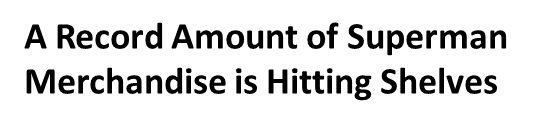 A Record Amount of Superman
Merchandise is Hitting Shelves